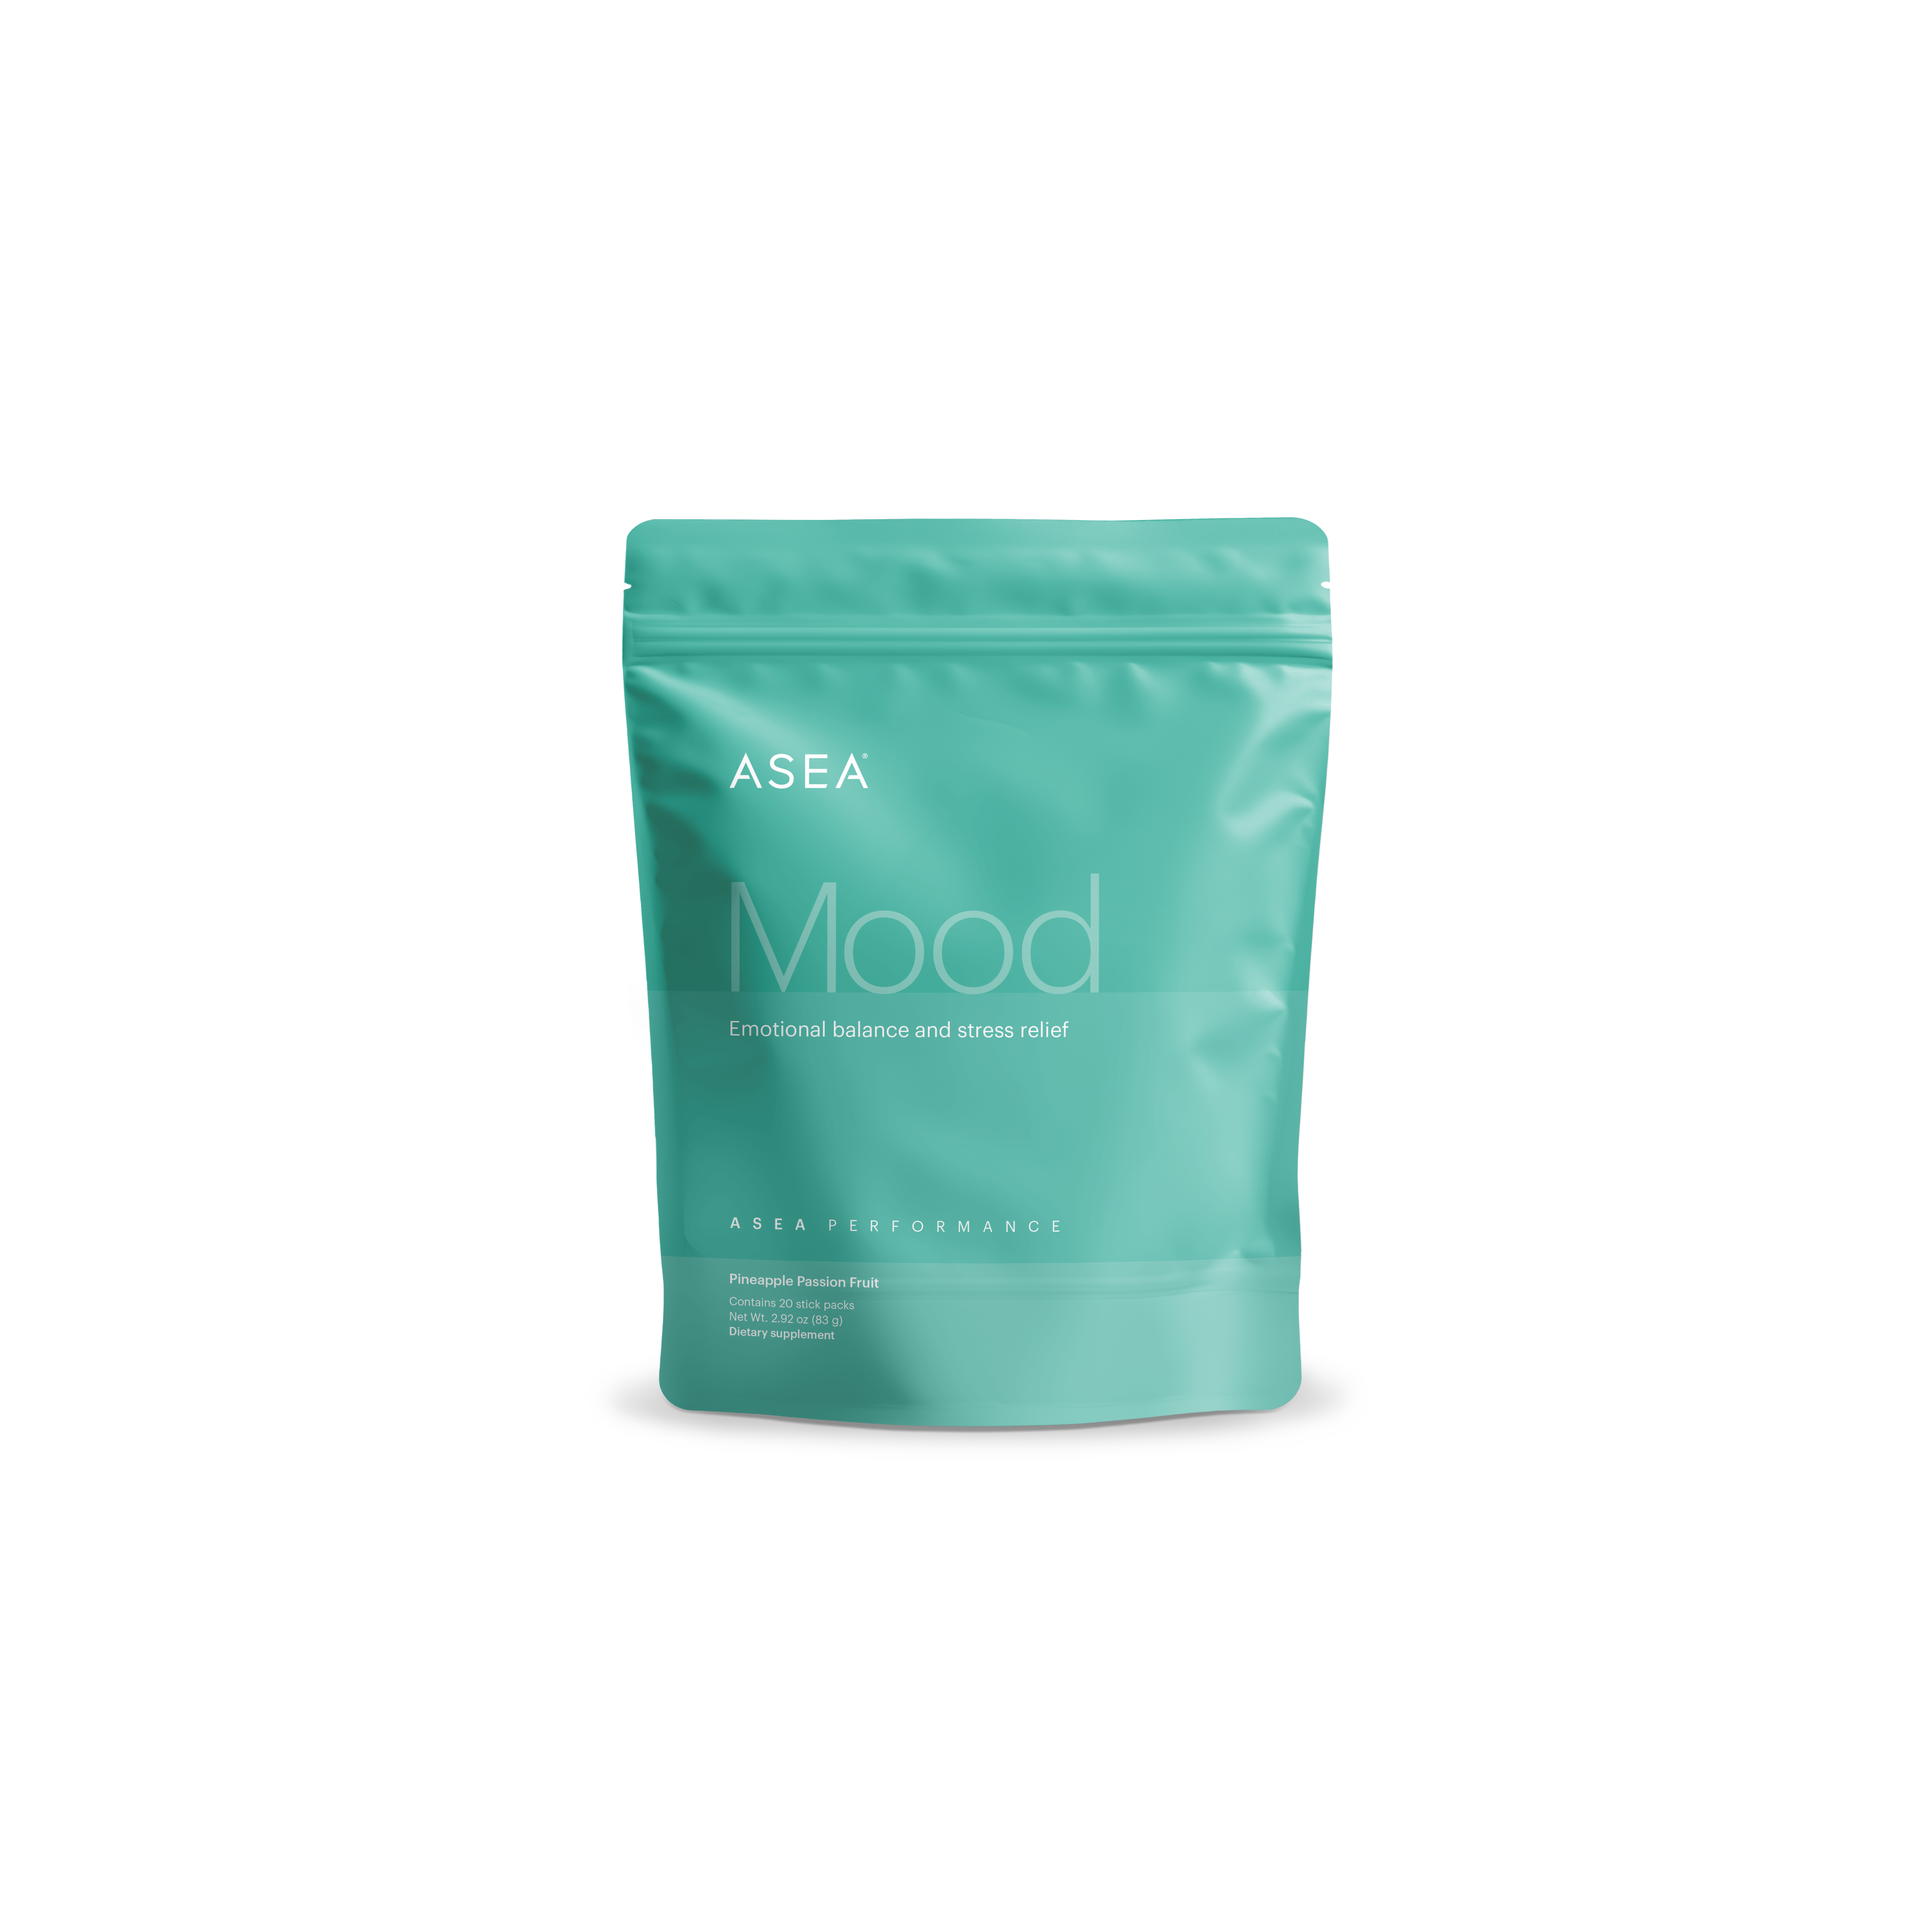 ASEA®
Mood
Emotional balance and stress relief
ASEA PERFORMANCE
Pineapple Passion Fruit
Contains 20 stick packs
Net Wt. 2.92 oz (83 g)
Dietary supplement